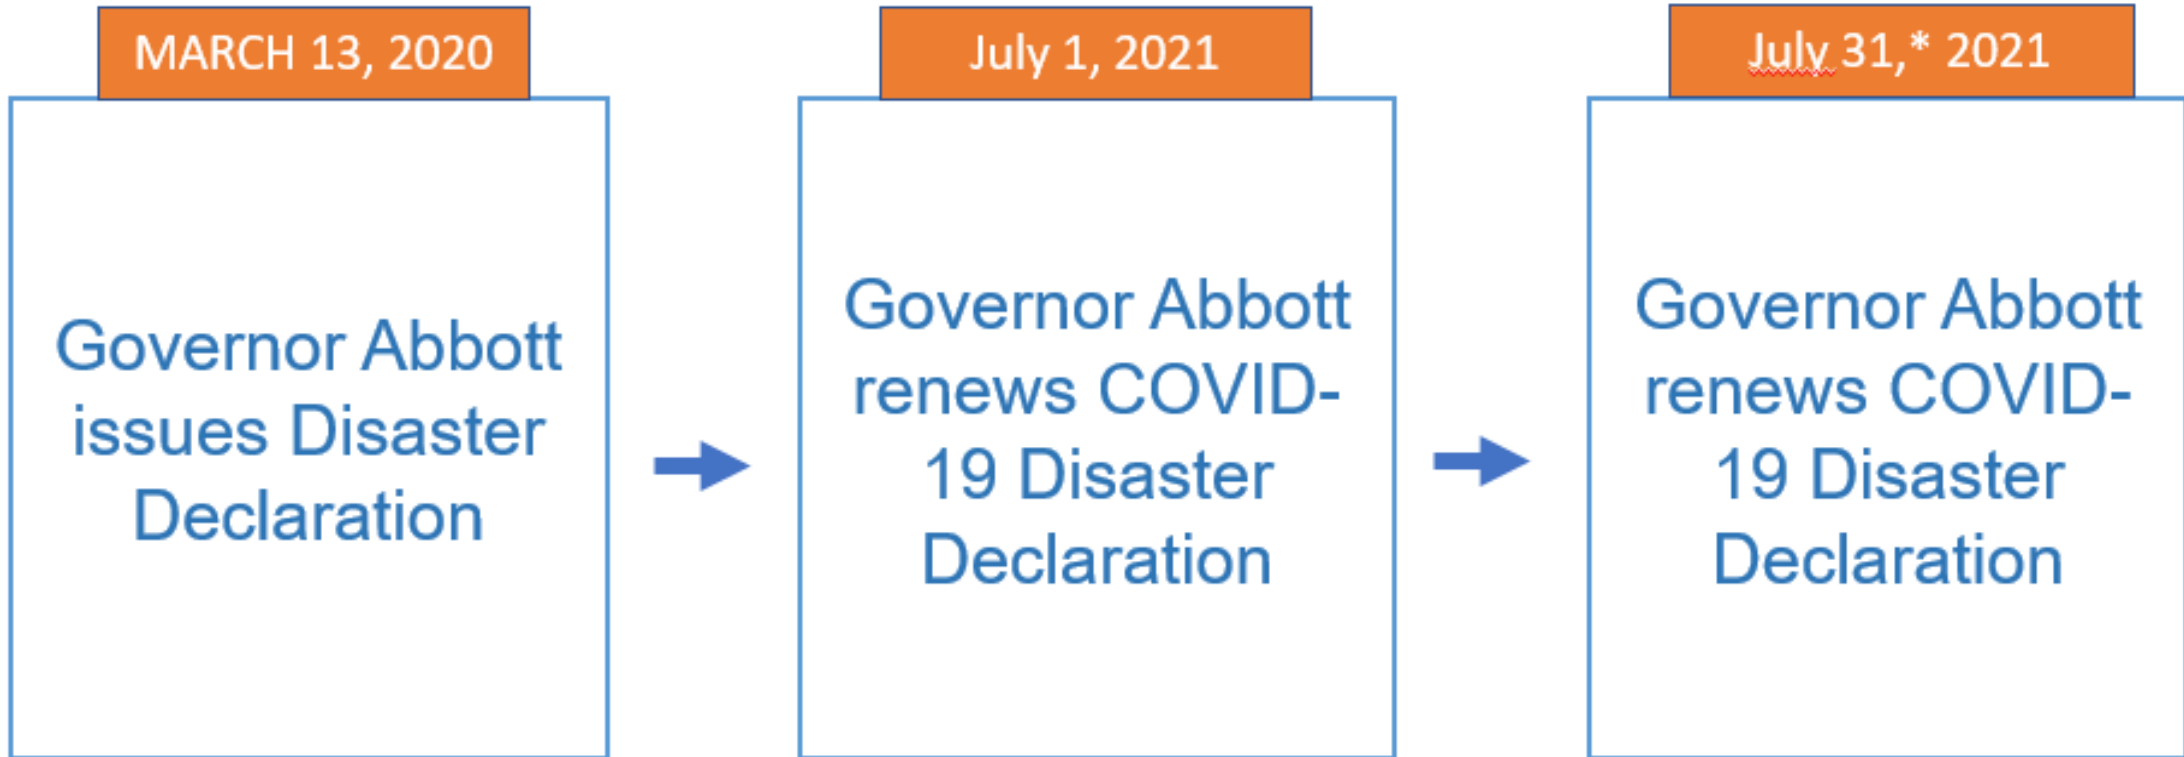 MARCH 13, 2020
Governor Abbott
issues Disaster
Declaration
July 1, 2021
Governor Abbott
renews COVID-
19 Disaster
Declaration
July 31,* 2021
Governor Abbott
renews COVID-
19 Disaster
Declaration